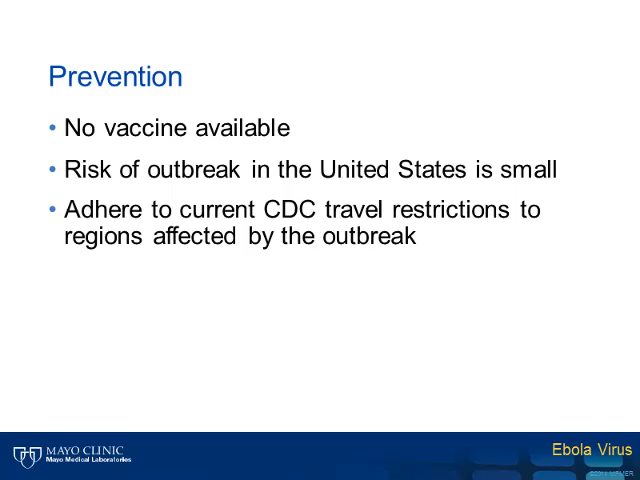 Prevention
• No vaccine available
• Risk of outbreak in the United States is small
• Adhere to current CDC travel restrictions to
regions affected by the outbreak
MAYO CLINIC
Mayo Medical Laboratories
Ebola Virus
MFMER